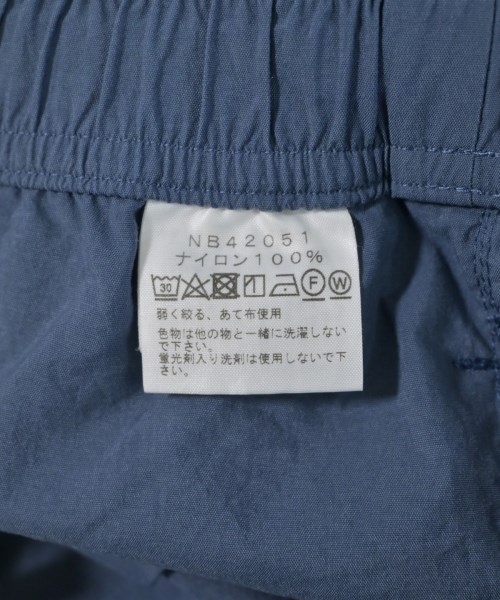 NB42051
ナイロン100%
30 F W
弱く絞る、あて布使用
色物は他の物と一緒に洗濯しない
で下さい。
蛍光剤入り洗剤は使用しないで下
さい。